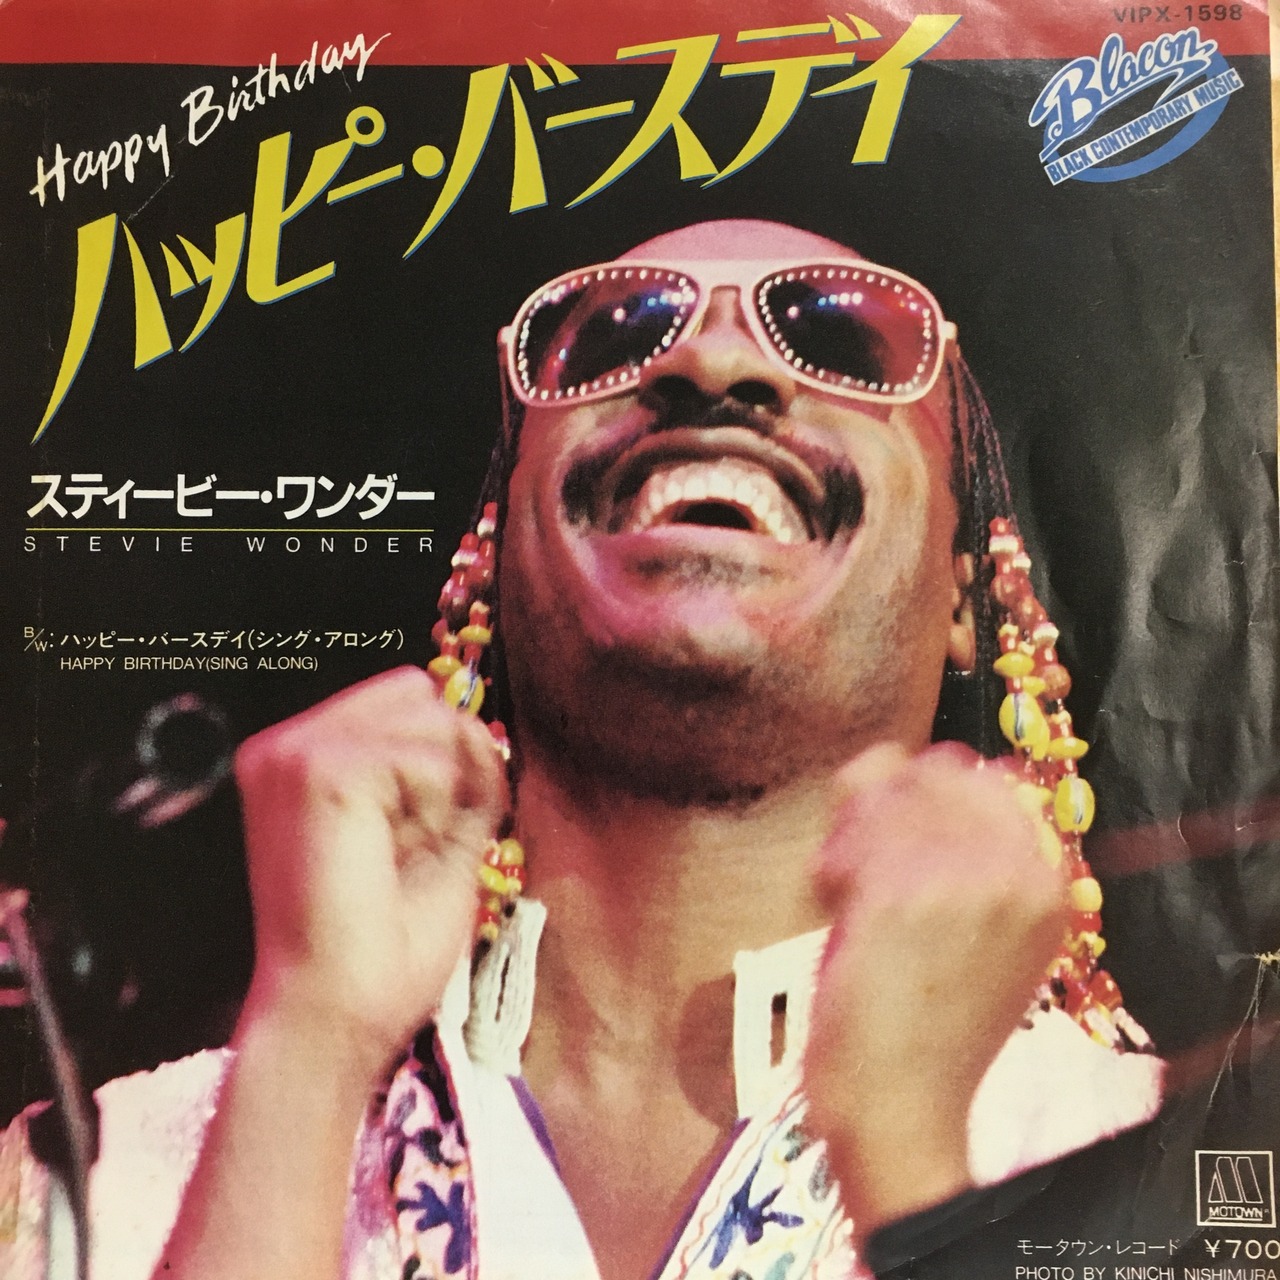 VIPX-1598
Blacon
BLACK CONTEMPORARY MUSIC
Happy Birthday
ハッピー・バースデイ
スティービー・ワンダー
STEVIE WONDER
B/W: ハッピー・バースデイ(シング・アロング)
HAPPY BIRTHDAY(SING ALONG)
MOTOWN
モータウン・レコード ¥700
PHOTO BY KINICHI NISHIMURA